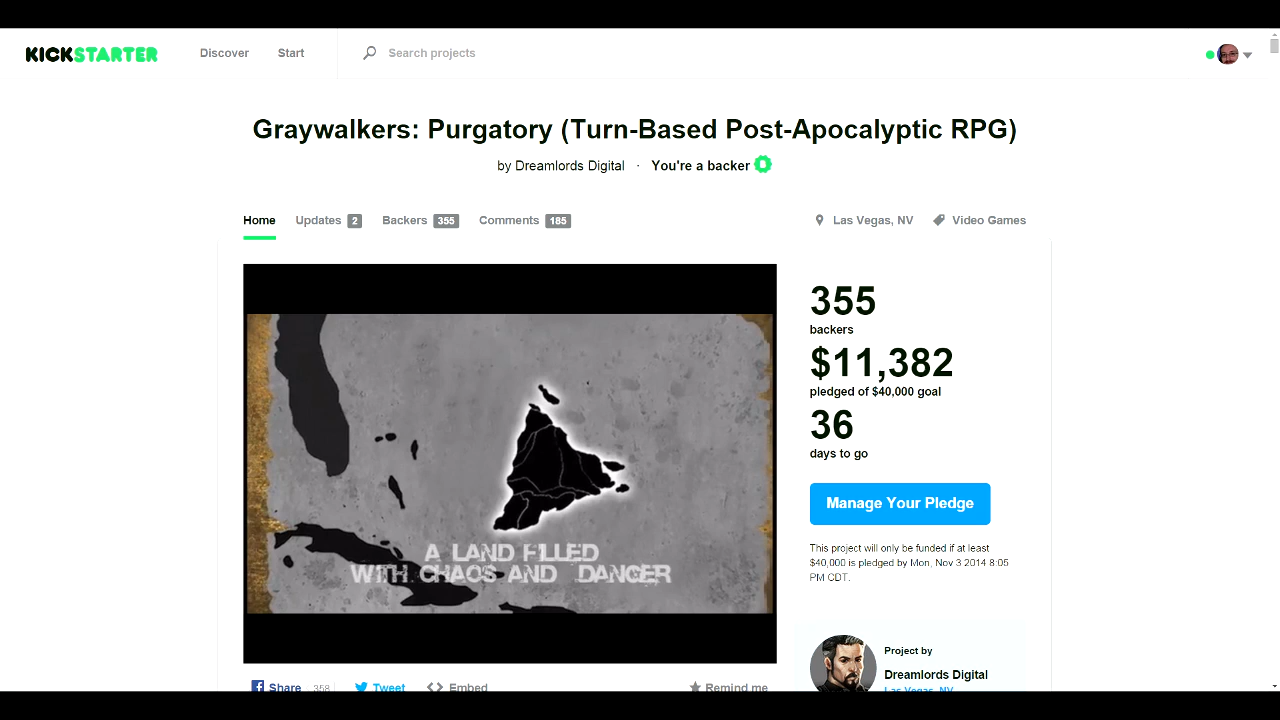 KICKSTARTER Discover Start Search projects
Graywalkers: Purgatory (Turn-Based Post-Apocalyptic RPG)
by Dreamlords Digital · You're a backer
Home Updates 2 Backers 355 Comments 185 Las Vegas, NV Video Games
A LAND FILLED
WITH CHAOS AND DANGER
355
backers
$11,382
pledged of $40,000 goal
36
days to go
Manage Your Pledge
This project will only be funded if at least
$40,000 is pledged by Mon, Nov 3 2014 8:05
PM CDT.
Project by
Dreamlords Digital
Las Vegas, NV
Share 358 Tweet Embed Remind me